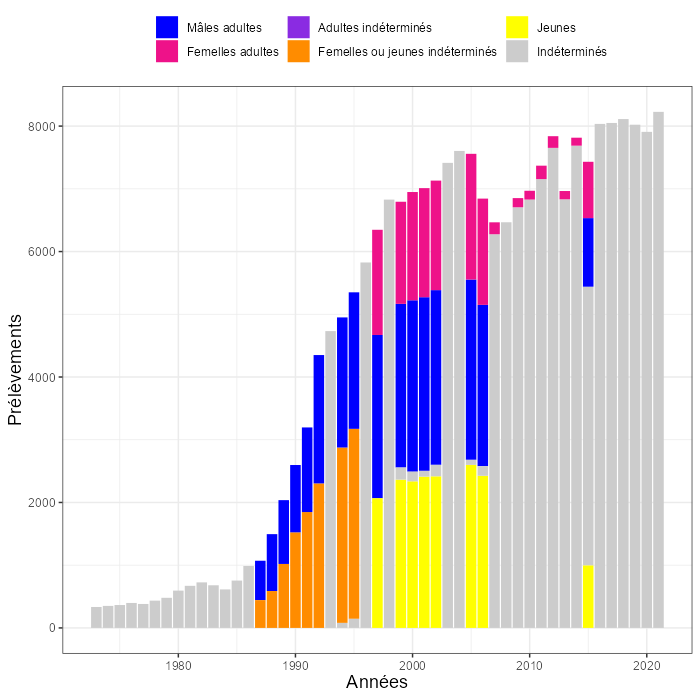 Mâles adultes Adultes indéterminés Jeunes
Femelles adultes Femelles ou jeunes indéterminés Indéterminés
8000
6000
4000
2000
0
Prélèvements
1980 1990 2000 2010 2020
Années